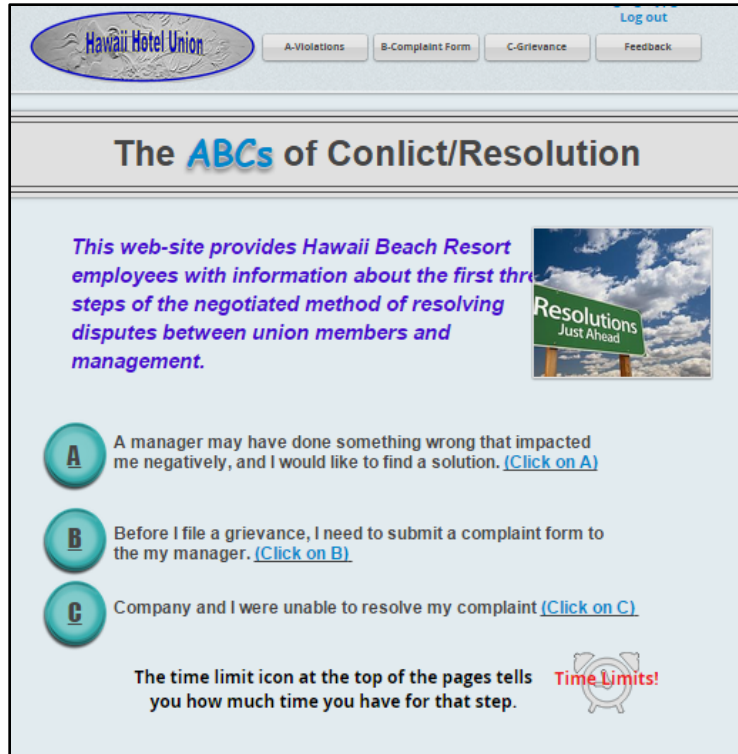 Log out
Hawaii Hotel Union
A-Violations
B-Complaint Form
C-Grievance
Feedback
The ABCs of Conlict/Resolution
This web-site provides Hawaii Beach Resort
employees with information about the first
steps of the negotiated method of resolving
disputes between union members and
management.
Resolutions
Just Ahead
A
A manager may have done something wrong that impacted
me negatively, and I would like to find a solution. (Click on A)
B
Before I file a grievance, I need to submit a complaint form to
the my manager. (Click on B)
C
Company and I were unable to resolve my complaint (Click on C)
The time limit icon at the top of the pages tells
you how much time you have for that step.
Time Limits!